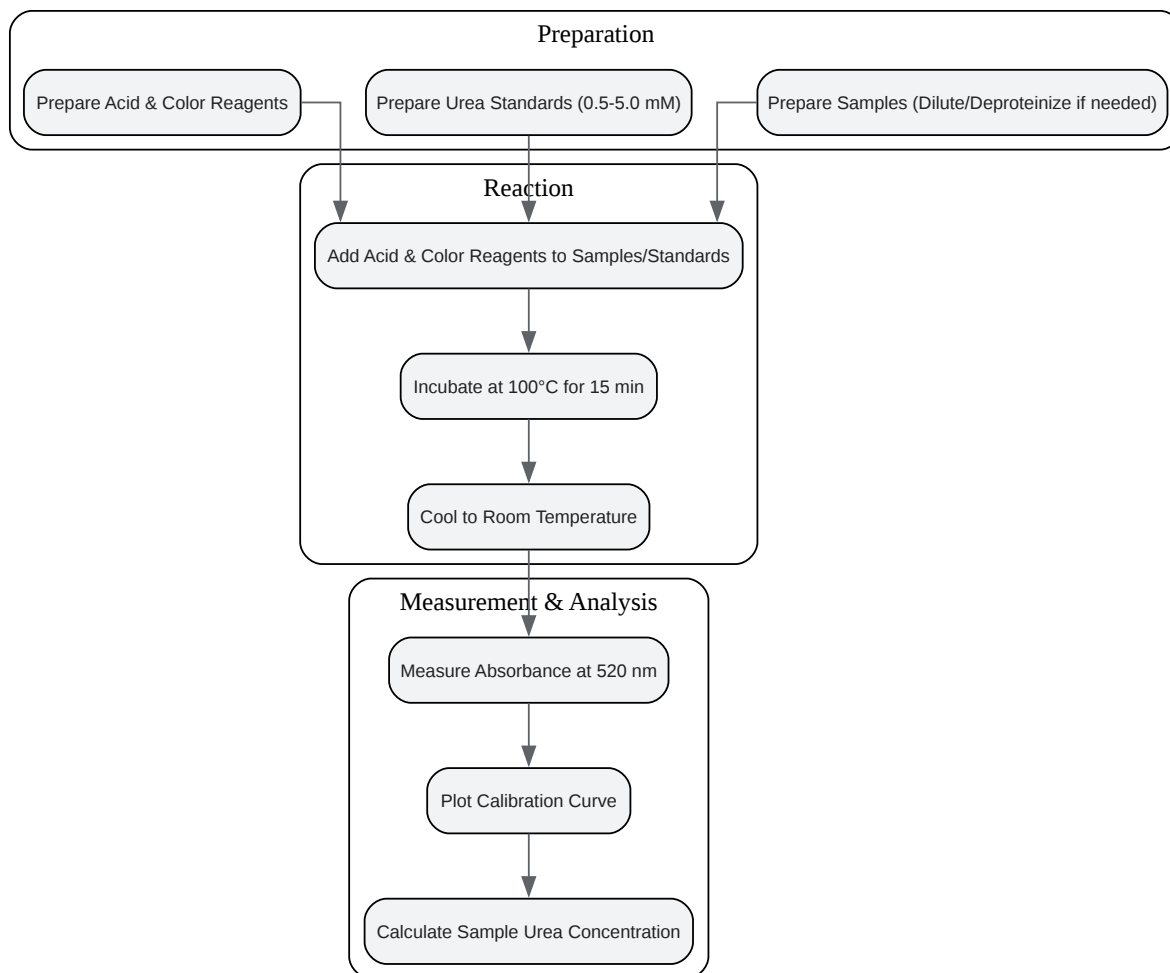 Preparation
Prepare Acid & Color Reagents
Prepare Urea Standards (0.5-5.0 mM)
Prepare Samples (Dilute/Deproteinize if needed)
Reaction
Add Acid & Color Reagents to Samples/Standards
Incubate at 100°C for 15 min
Cool to Room Temperature
Measurement & Analysis
Measure Absorbance at 520 nm
Plot Calibration Curve
Calculate Sample Urea Concentration